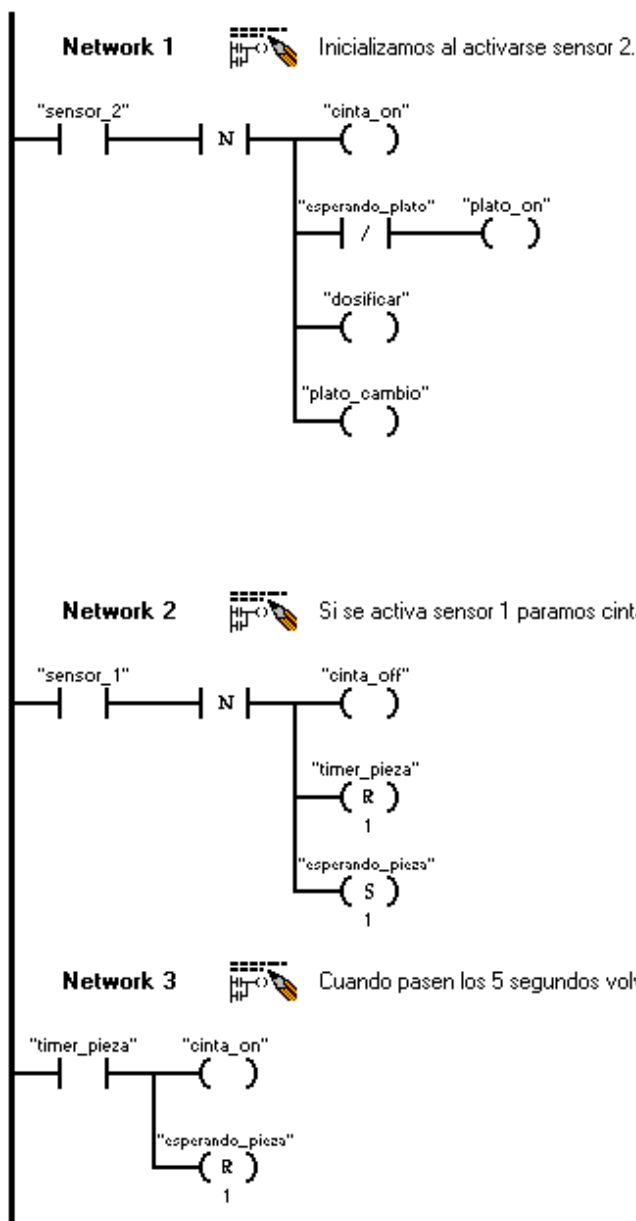 Network 1 Inicializamos al activarse sensor 2.
"sensor_2" "cinta_on"
N
"esperando_plato" "plato_on"
/
"dosificar"
"plato_cambio"
Network 2 Si se activa sensor 1 paramos cinta
"sensor_1" "cinta_off"
N
"timer_pieza"
R
1
"esperando_pieza"
S
1
Network 3 Cuando pasen los 5 segundos volv
"timer_pieza" "cinta_on"
"esperando_pieza"
R
1